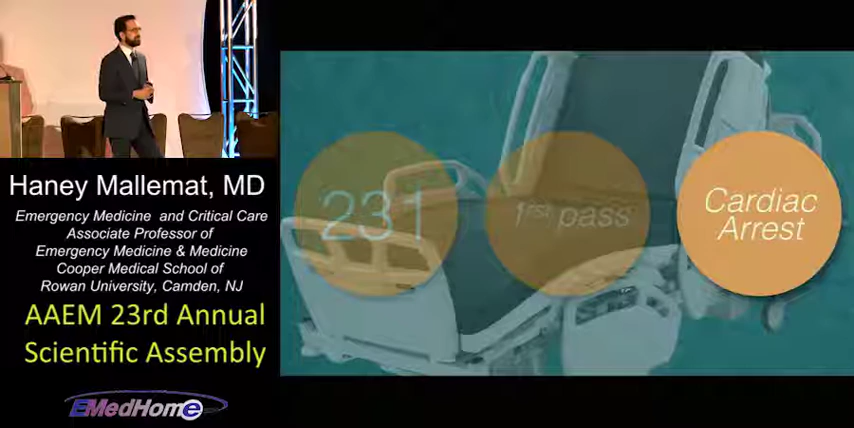 Haney Mallemat, MD
Emergency Medicine and Critical Care
Associate Professor of
Emergency Medicine & Medicine
Cooper Medical School of
Rowan University, Camden, NJ
AAEM 23rd Annual
Scientific Assembly
EMedHome
231
1st pass
Cardiac
Arrest